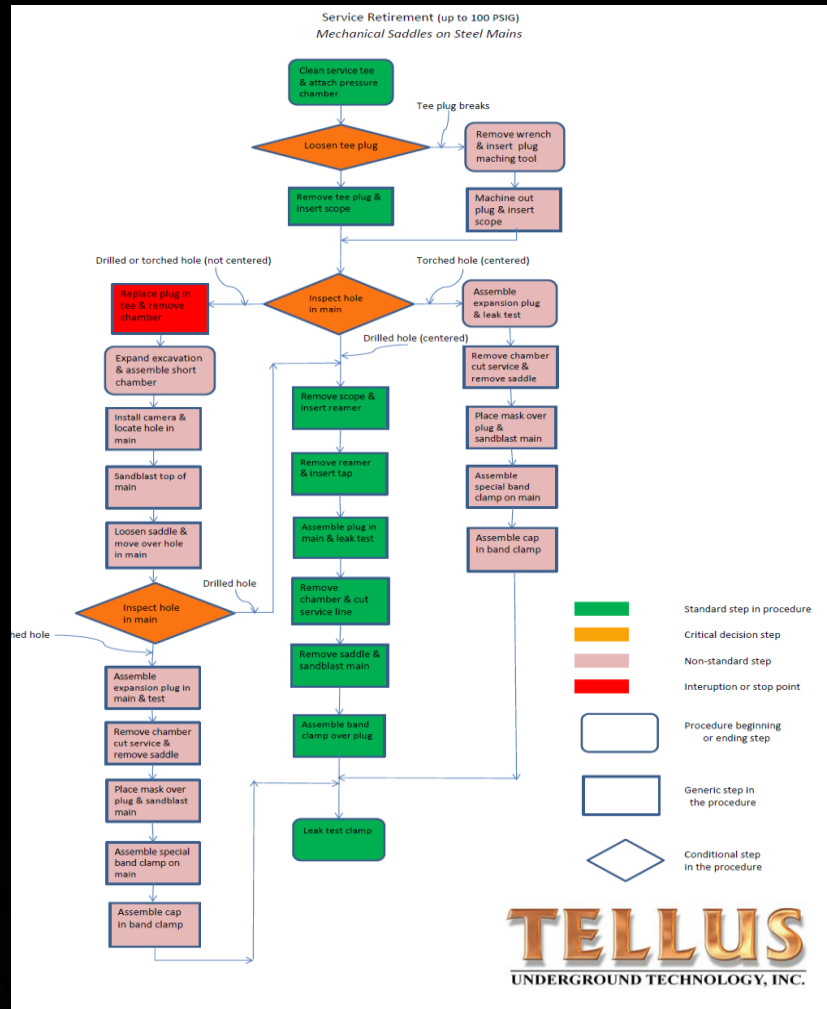 Service Retirement (up to 100 PSIG)
Mechanical Saddles on Steel Mains
Clean service tee
& attach pressure
chamber
Tee plug breaks
Loosen tee plug
Remove wrench
& insert plug
maching tool
Remove tee plug &
insert scope
Machine out
plug & insert
scope
Drilled or torched hole (not centered)
Torched hole (centered)
Replace plug in
tee & remove
chamber
Inspect hole
in main
Assemble
expansion plug
& leak test
Drilled hole (centered)
Expand excavation
& assemble short
chamber
Remove chamber
cut service &
remove saddle
Remove scope &
insert reamer
Install camera &
locate hole in
main
Place mask over
plug &
sandblast main
Remove reamer
& insert tap
Sandblast top of
main
Assemble
special band
clamp on main
Assemble plug in
main & leak test
Loosen saddle &
move over hole
in main
Assemble cap
in band clamp
Drilled hole
Inspect hole
in main
Remove
chamber & cut
service line
hed hole
Remove saddle &
sandblast main
Assemble
expansion plug in
main & test
Remove chamber
cut service &
remove saddle
Assemble band
clamp over plug
Place mask over
plug & sandblast
main
Leak test clamp
Assemble special
band clamp on
main
Assemble cap
in band clamp
Standard step in procedure
Critical decision step
Non-standard step
Interuption or stop point
Procedure beginning
or ending step
Generic step in
the procedure
Conditional step
in the procedure
TELLUS
UNDERGROUND TECHNOLOGY, INC.